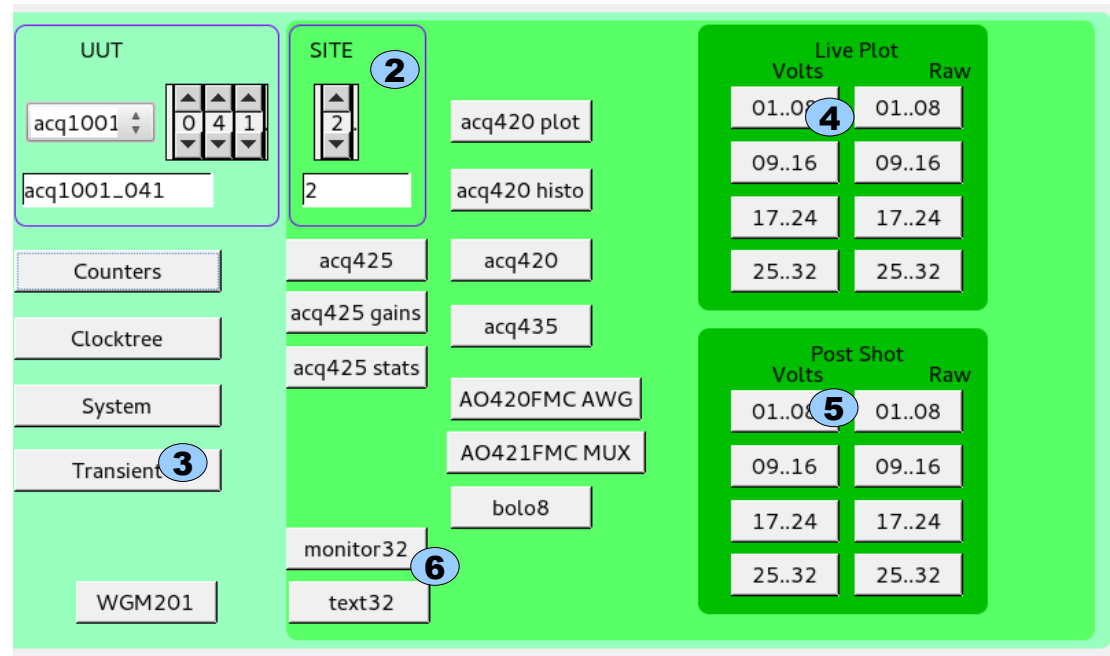 UUT
acq1001
0 4 1.
acq1001_041
Counters
Clocktree
System
Transient
3
WGM201
SITE
2
2.
2
acq425
acq425 gains
acq425 stats
monitor32
6
text32
acq420 plot
acq420 histo
acq420
acq435
AO420FMC AWG
AO421FMC MUX
bolo8
Live Plot
Volts Raw
01..08 4 01..08
09..16 09..16
17..24 17..24
25..32 25..32
Post Shot
Volts Raw
01..08 5 01..08
09..16 09..16
17..24 17..24
25..32 25..32